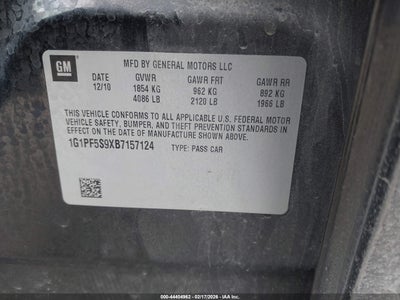 GM
MFD BY GENERAL MOTORS LLC
DATE GVWR GAWR FRT GAWR RR
12/10 1854 KG 962 KG 892 KG
4086 LB 2120 LB 1966 LB
THIS VEHICLE CONFORMS TO ALL APPLICABLE U.S. FEDERAL MOTOR
VEHICLE SAFETY, BUMPER, AND THEFT PREVENTION STANDARDS IN
EFFECT ON THE DATE OF MANUFACTURE SHOWN ABOVE.
1G1PF5S9XB7157124 TYPE: PASS CAR
000-44404962 - 02/17/2026 - IAA, Inc.